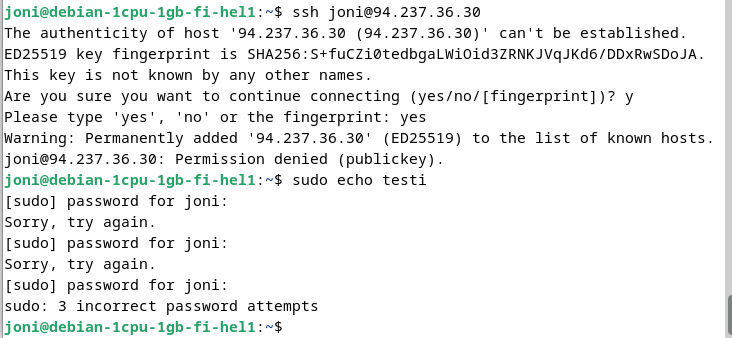 joni@debian-1cpu-1gb-fi-hel1:~$ ssh joni@94.237.36.30
The authenticity of host '94.237.36.30 (94.237.36.30)' can't be established.
ED25519 key fingerprint is SHA256:S+fuCZi0tedbgaLWiOid3ZRNKJVqJKd6/DDxRwSDoJA.
This key is not known by any other names.
Are you sure you want to continue connecting (yes/no/[fingerprint])? y
Please type 'yes', 'no' or the fingerprint: yes
Warning: Permanently added '94.237.36.30' (ED25519) to the list of known hosts.
joni@94.237.36.30: Permission denied (publickey).
joni@debian-1cpu-1gb-fi-hel1:~$ sudo echo testi
[sudo] password for joni:
Sorry, try again.
[sudo] password for joni:
Sorry, try again.
[sudo] password for joni:
sudo: 3 incorrect password attempts
joni@debian-1cpu-1gb-fi-hel1:~$